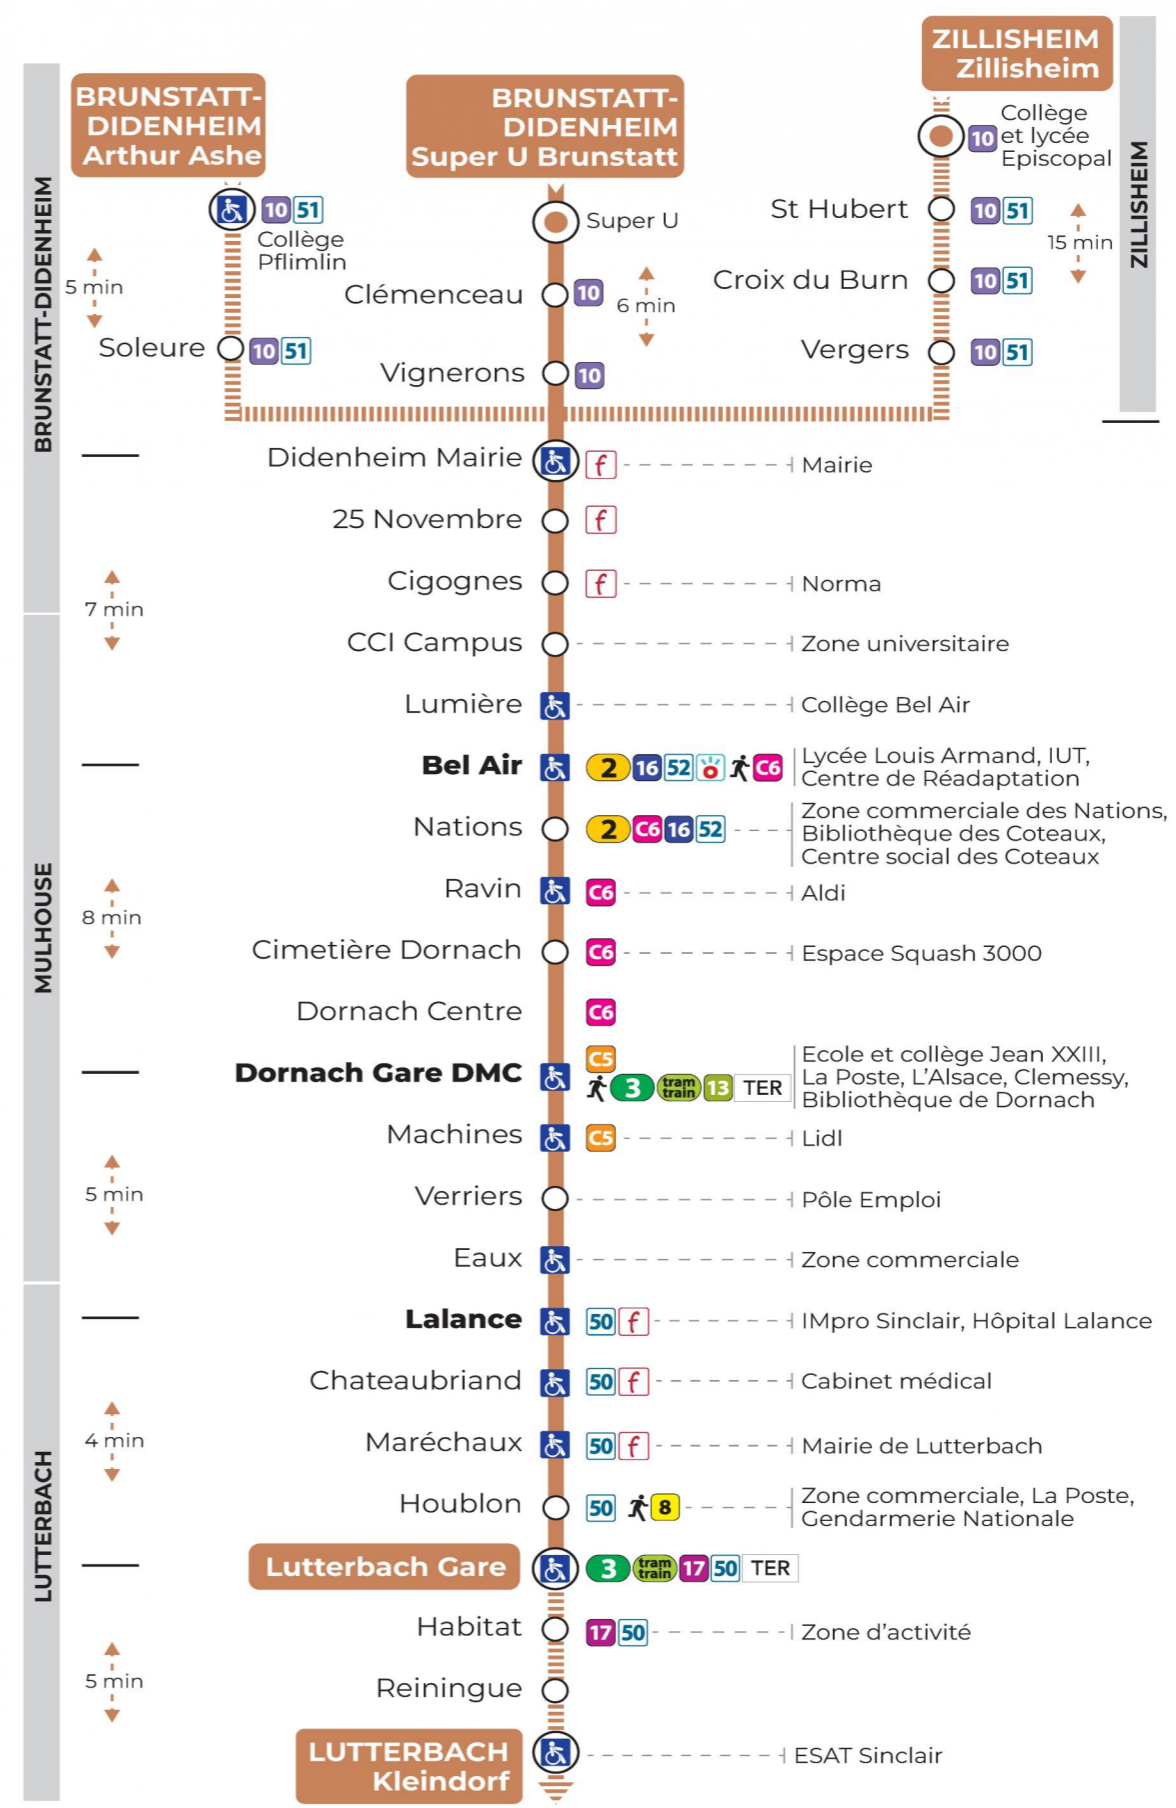 BRUNSTATT-
DIDENHEIM
Arthur Ashe
BRUNSTATT-
DIDENHEIM
Super U Brunstatt
ZILLISHEIM
Zillisheim
BRUNSTATT-DIDENHEIM
ZILLISHEIM
10 51
Collège
Pflimlin
5 min
Soleure 10 51
Super U
Clémenceau 10
6 min
Vignerons 10
10 Collège
et lycée
Episcopal
St Hubert 10 51
15 min
Croix du Burn 10 51
Vergers 10 51
Didenheim Mairie f Mairie
25 Novembre f
Cigognes f Norma
7 min
CCI Campus Zone universitaire
Lumière Collège Bel Air
MULHOUSE
Bel Air 2 16 52 C6 Lycée Louis Armand, IUT,
Centre de Réadaptation
Nations 2 C6 16 52 Zone commerciale des Nations,
Bibliothèque des Coteaux,
Centre social des Coteaux
Ravin C6 Aldi
8 min
Cimetière Dornach C6 Espace Squash 3000
Dornach Centre C6
Dornach Gare DMC C5
3 tram train 13 TER
Ecole et collège Jean XXIII,
La Poste, L'Alsace, Clemessy,
Bibliothèque de Dornach
Machines C5 Lidl
5 min
Verriers Pôle Emploi
Eaux Zone commerciale
LUTTERBACH
Lalance 50 f IMpro Sinclair, Hôpital Lalance
Chateaubriand 50 f Cabinet médical
4 min
Maréchaux 50 f Mairie de Lutterbach
Houblon 50 8 Zone commerciale, La Poste,
Gendarmerie Nationale
Lutterbach Gare 3 tram train 17 50 TER
Habitat 17 50 Zone d'activité
5 min
Reiningue
LUTTERBACH
Kleindorf
ESAT Sinclair